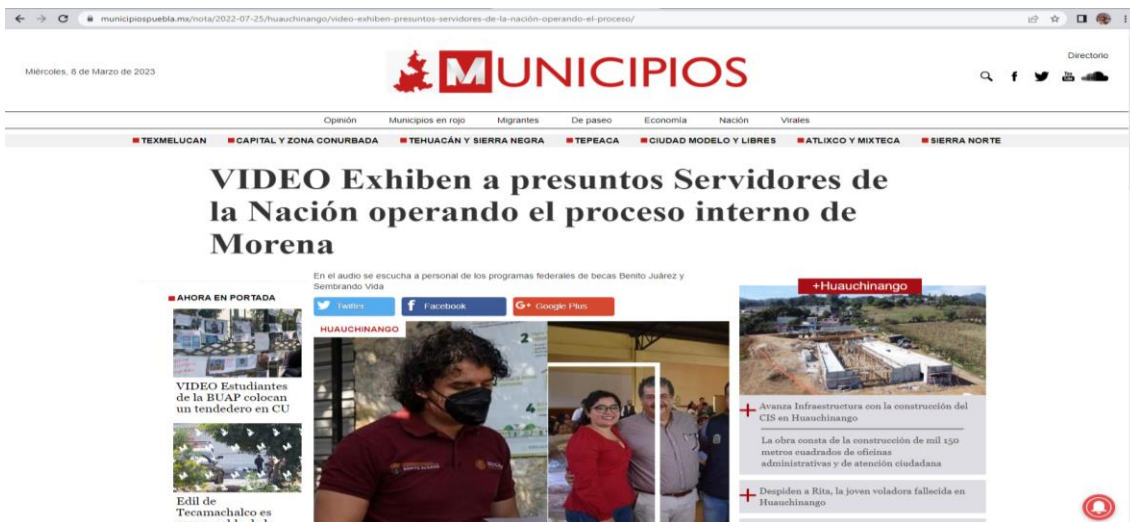 municipiospuebla.mx/nota/2022-07-25/huauchinango/video-exhiben-presuntos-servidores-de-la-nación-operando-el-proceso/
Directorio
Miércoles, 8 de Marzo de 2023
MUNICIPIOS
Opinión Municipios en rojo Migrantes De paseo Economía Nación Virales
TEXMELUCAN CAPITAL Y ZONA CONURBADA TEHUACÁN Y SIERRA NEGRA TEPEACA CIUDAD MODELO Y LIBRES ATLIXCO Y MIXTECA SIERRA NORTE
VIDEO Exhiben a presuntos Servidores de
la Nación operando el proceso interno de
Morena
En el audio se escucha a personal de los programas federales de becas Benito Juárez y
Sembrando Vida
Twitter Facebook G+ Google Plus
AHORA EN PORTADA
VIDEO Estudiantes
de la BUAP colocan
un tendedero en CU
Edil de
Tecamachalco es
HUAUCHINANGO
2
4
+Huauchinango
Avanza Infraestructura con la construcción del
CIS en Huauchinango
La obra consta de la construcción de mil 150
metros cuadrados de oficinas
administrativas y de atención ciudadana
Despiden a Rita, la joven voladora fallecida en
Huauchinango